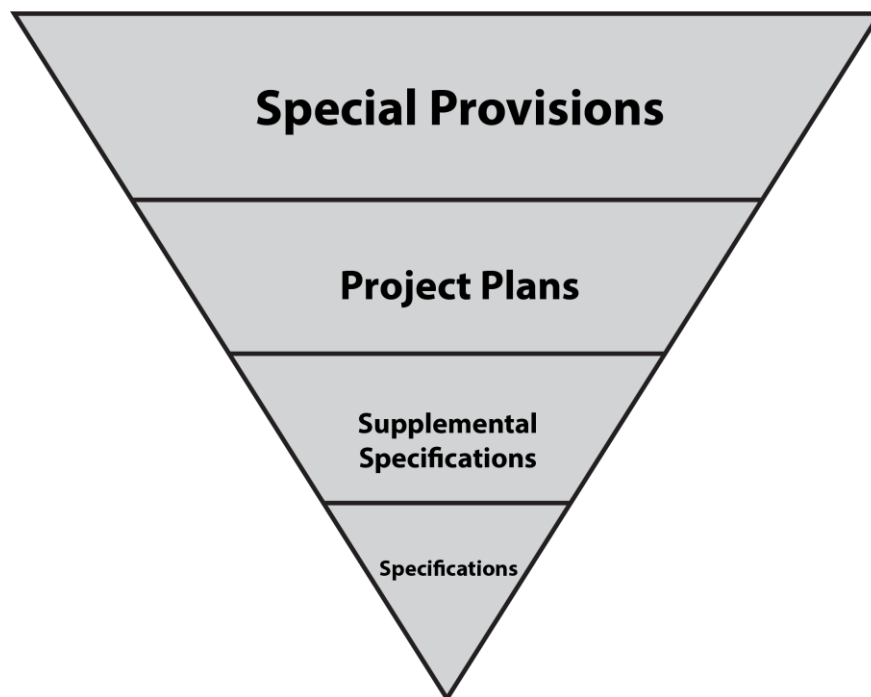 Special Provisions
Project Plans
Supplemental
Specifications
Specifications